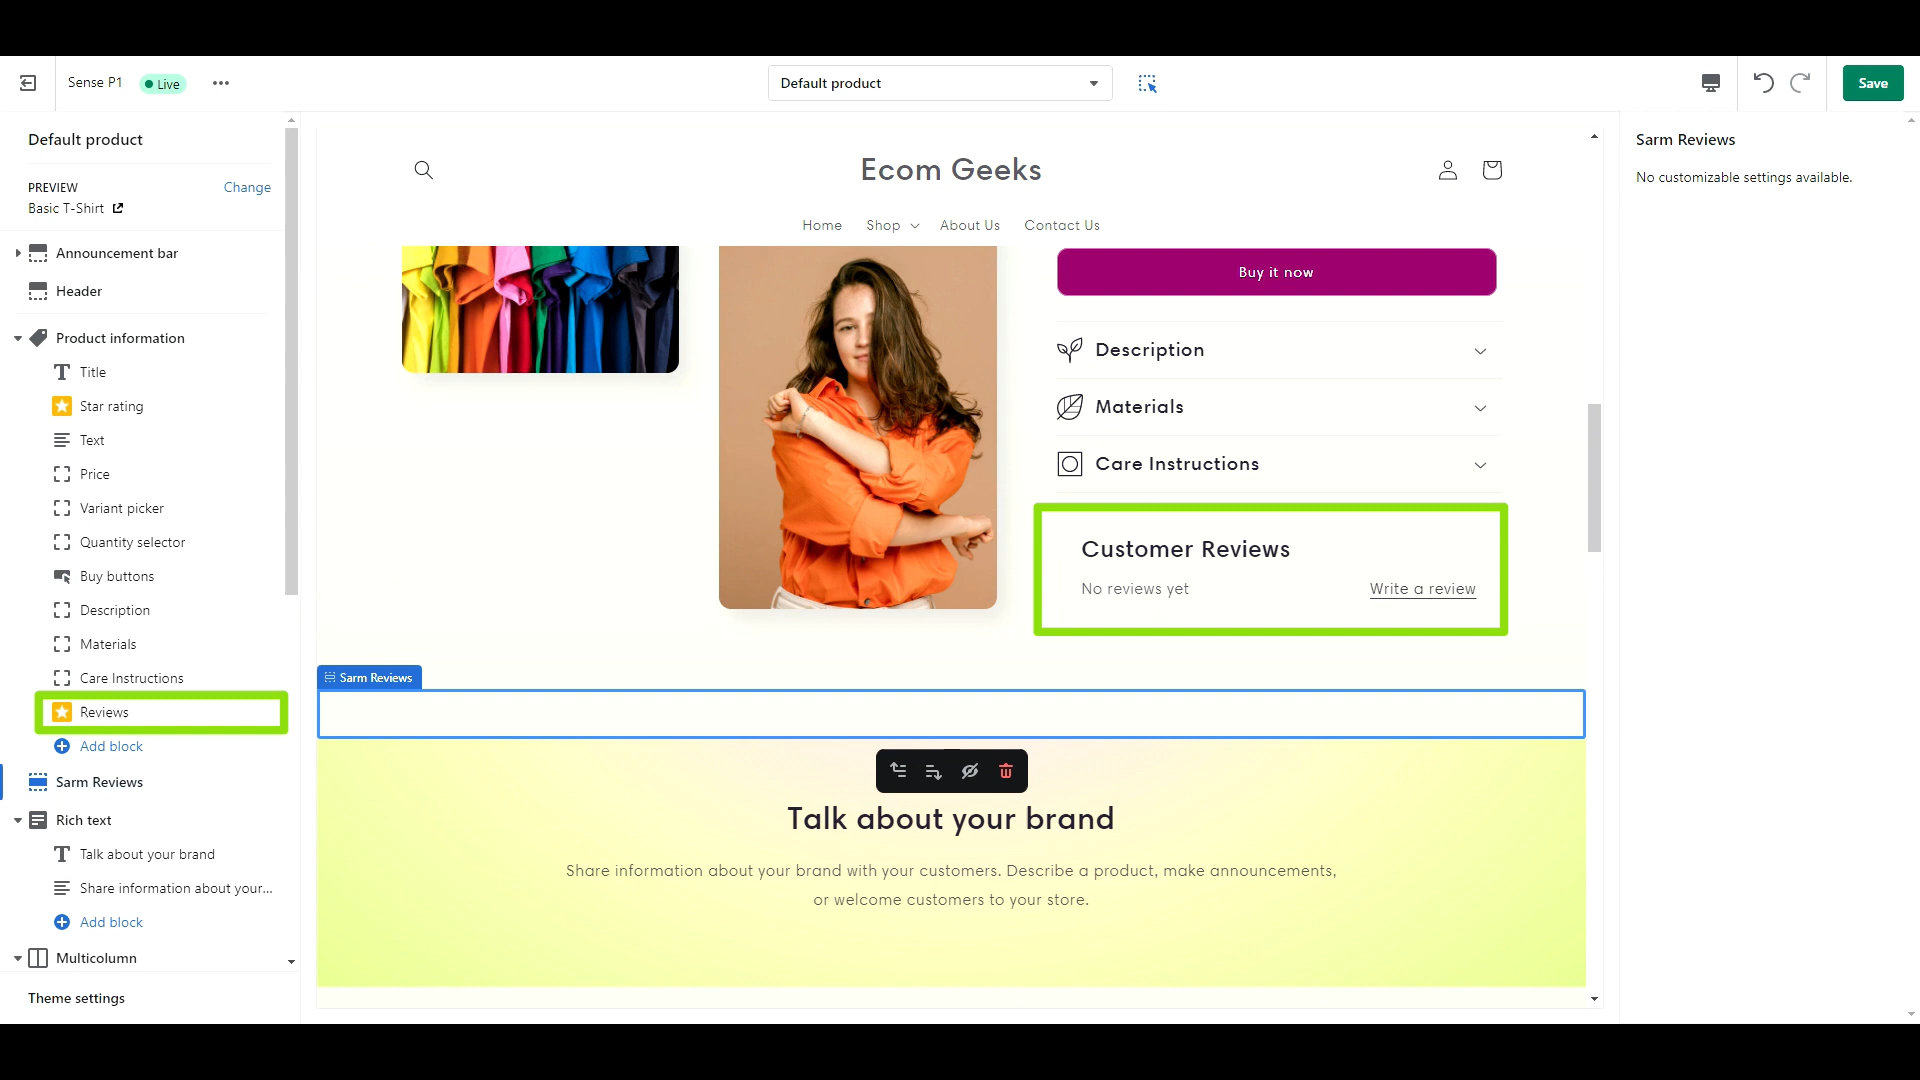 Sense P1
Live
Default product
Save
Default product
PREVIEW
Change
Basic T-Shirt
Announcement bar
Header
Product information
Title
Star rating
Text
Price
Variant picker
Quantity selector
Buy buttons
Description
Materials
Care Instructions
Reviews
Add block
Sarm Reviews
Rich text
Talk about your brand
Share information about your...
Add block
Multicolumn
Theme settings
Ecom Geeks
Home
Shop
About Us
Contact Us
Buy it now
Description
Materials
Care Instructions
Customer Reviews
No reviews yet
Write a review
Sarm Reviews
Talk about your brand
Share information about your brand with your customers. Describe a product, make announcements,
or welcome customers to your store.
Sarm Reviews
No customizable settings available.